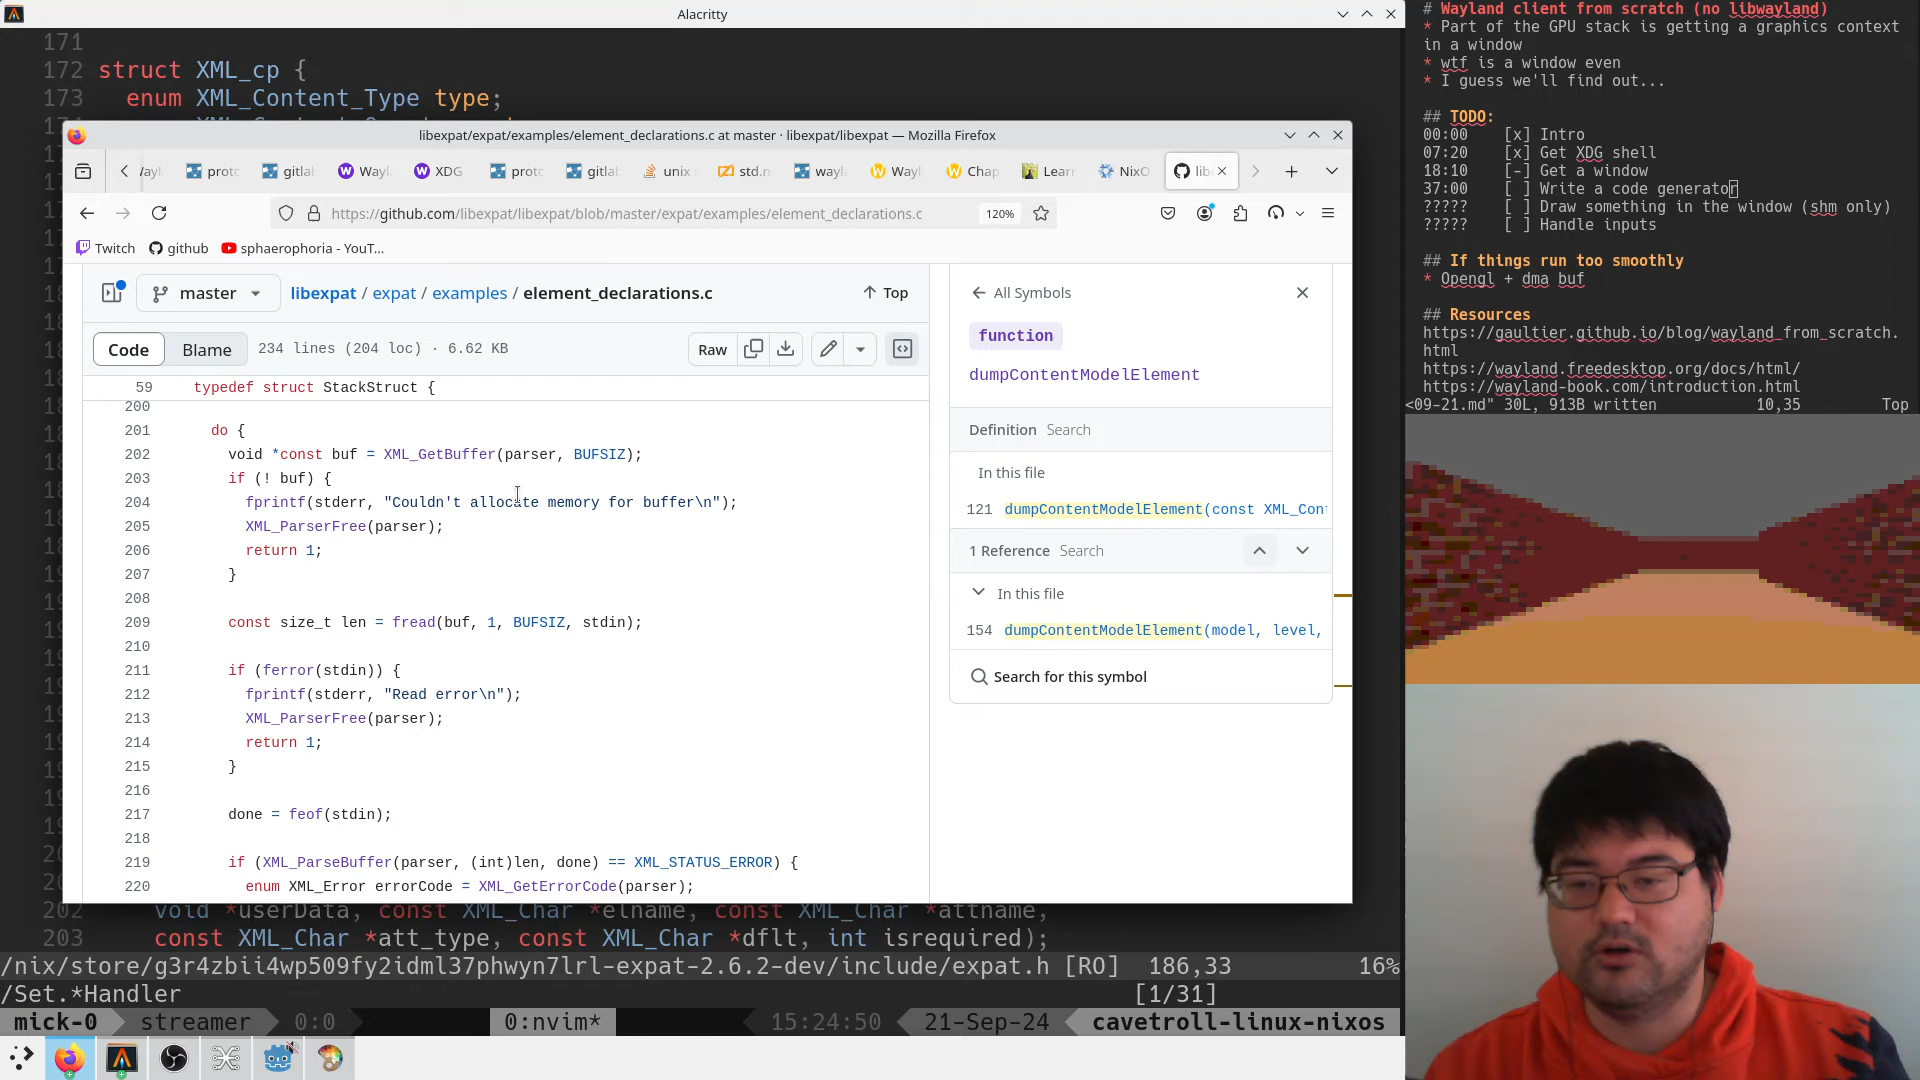 Alacritty
171
172 struct XML_cp {
173 enum XML_Content_Type type;
libexpat/expat/examples/element_declarations.c at master · libexpat/libexpat — Mozilla Firefox
proto
gitla
Wayl
XDG
proto
gitlab
unix
std.n
wayl
Wayl
Chap
Lear
NixO
lib
https://github.com/libexpat/libexpat/blob/master/expat/examples/element_declarations.c
120%
Twitch
github
sphaerophoria - YouT...
master
libexpat / expat / examples / element_declarations.c
Top
Code
Blame
234 lines (204 loc) · 6.62 KB
Raw
59 typedef struct StackStruct {
200
201 do {
202 void *const buf = XML_GetBuffer(parser, BUFSIZ);
203 if (! buf) {
204 fprintf(stderr, "Couldn't allocate memory for buffer\n");
205 XML_ParserFree(parser);
206 return 1;
207 }
208
209 const size_t len = fread(buf, 1, BUFSIZ, stdin);
210
211 if (ferror(stdin)) {
212 fprintf(stderr, "Read error\n");
213 XML_ParserFree(parser);
214 return 1;
215 }
216
217 done = feof(stdin);
218
219 if (XML_ParseBuffer(parser, (int)len, done) == XML_STATUS_ERROR) {
220 enum XML_Error errorCode = XML_GetErrorCode(parser);
All Symbols
function
dumpContentModelElement
Definition Search
In this file
121 dumpContentModelElement(const XML_Con
1 Reference Search
In this file
154 dumpContentModelElement(model, level,
Search for this symbol
202 void *userData, const XML_Char *elname, const XML_Char *attname,
203 const XML_Char *att_type, const XML_Char *dflt, int isrequired);
/nix/store/g3r4zbii4wp509fy2idml37phwyn7lrl-expat-2.6.2-dev/include/expat.h [RO] 186,33 16%
/Set.*Handler [1/31]
mick-0 streamer 0:0 0:nvim* 15:24:50 21-Sep-24 cavetroll-linux-nixos
# Wayland client from scratch (no libwayland)
* Part of the GPU stack is getting a graphics context
in a window
* wtf is a window even
* I guess we'll find out...
## TODO:
00:00 [x] Intro
07:20 [x] Get XDG shell
18:10 [-] Get a window
37:00 [ ] Write a code generator
????? [ ] Draw something in the window (shm only)
????? [ ] Handle inputs
## If things run too smoothly
* Opengl + dma buf
## Resources
https://gaultier.github.io/blog/wayland_from_scratch.
html
https://wayland.freedesktop.org/docs/html/
https://wayland-book.com/introduction.html
<09-21.md" 30L, 913B written 10,35 Top